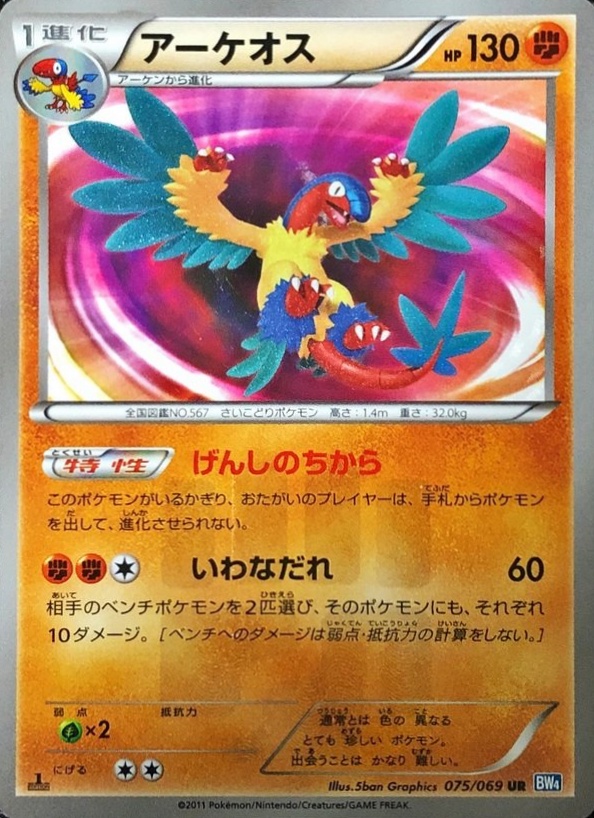 1 進化
アーケオス
HP 130
アーケンから進化
全国図鑑NO.567 さいこどりポケモン 高さ:1.4m 重さ:32.0kg
とくせい
特性 げんしのちから
このポケモンがいるかぎり、おたがいのプレイヤーは、手札からポケモン
を出して、進化させられない。
いわなだれ 60
相手のベンチポケモンを2匹選び、そのポケモンにも、それぞれ
10ダメージ。[ベンチへのダメージは弱点・抵抗力の計算をしない。]
弱点 抵抗力
×2
にげる
通常とは 色の 異なる
とても 珍しい ポケモン。
出会うことは かなり 難しい。
1
Illus.5ban Graphics 075/069 UR BW4
©2011 Pokémon/Nintendo/Creatures/GAME FREAK.